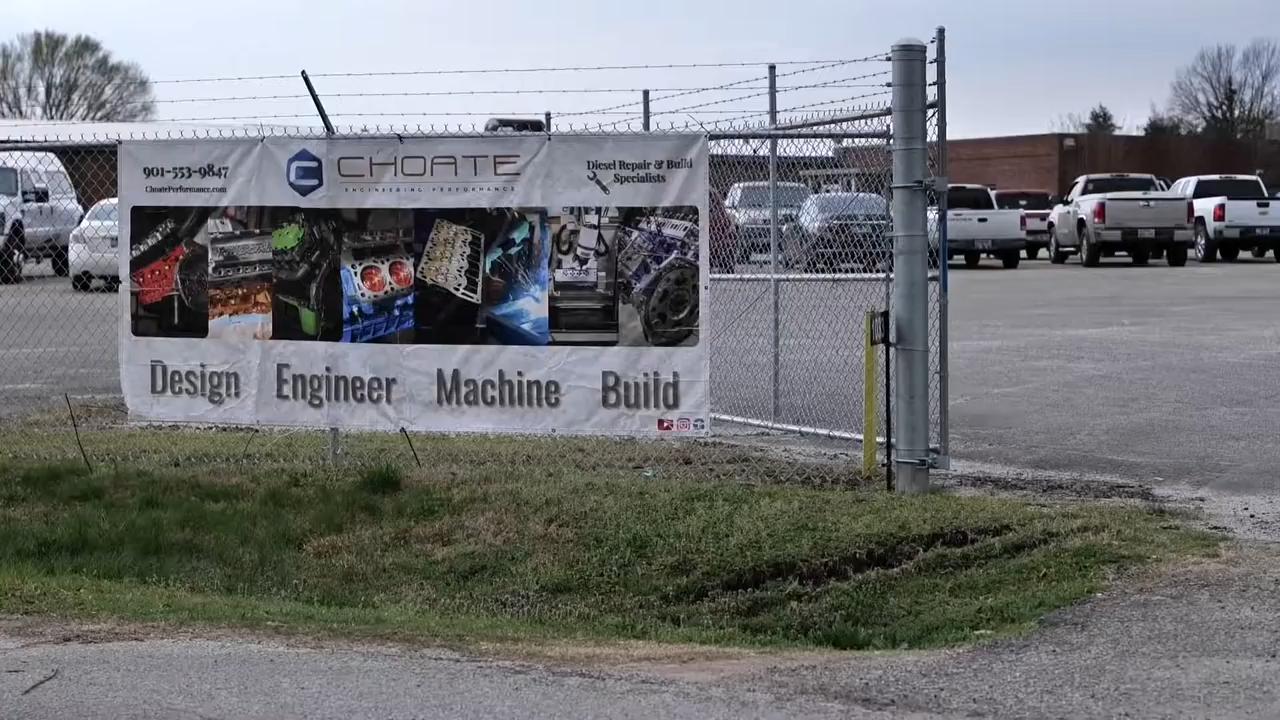 901-553-9847
ChoatePerformance.com
CHOATE
ENGINEERING PERFORMANCE
Diesel Repair & Build
Specialists
Design Engineer Machine Build